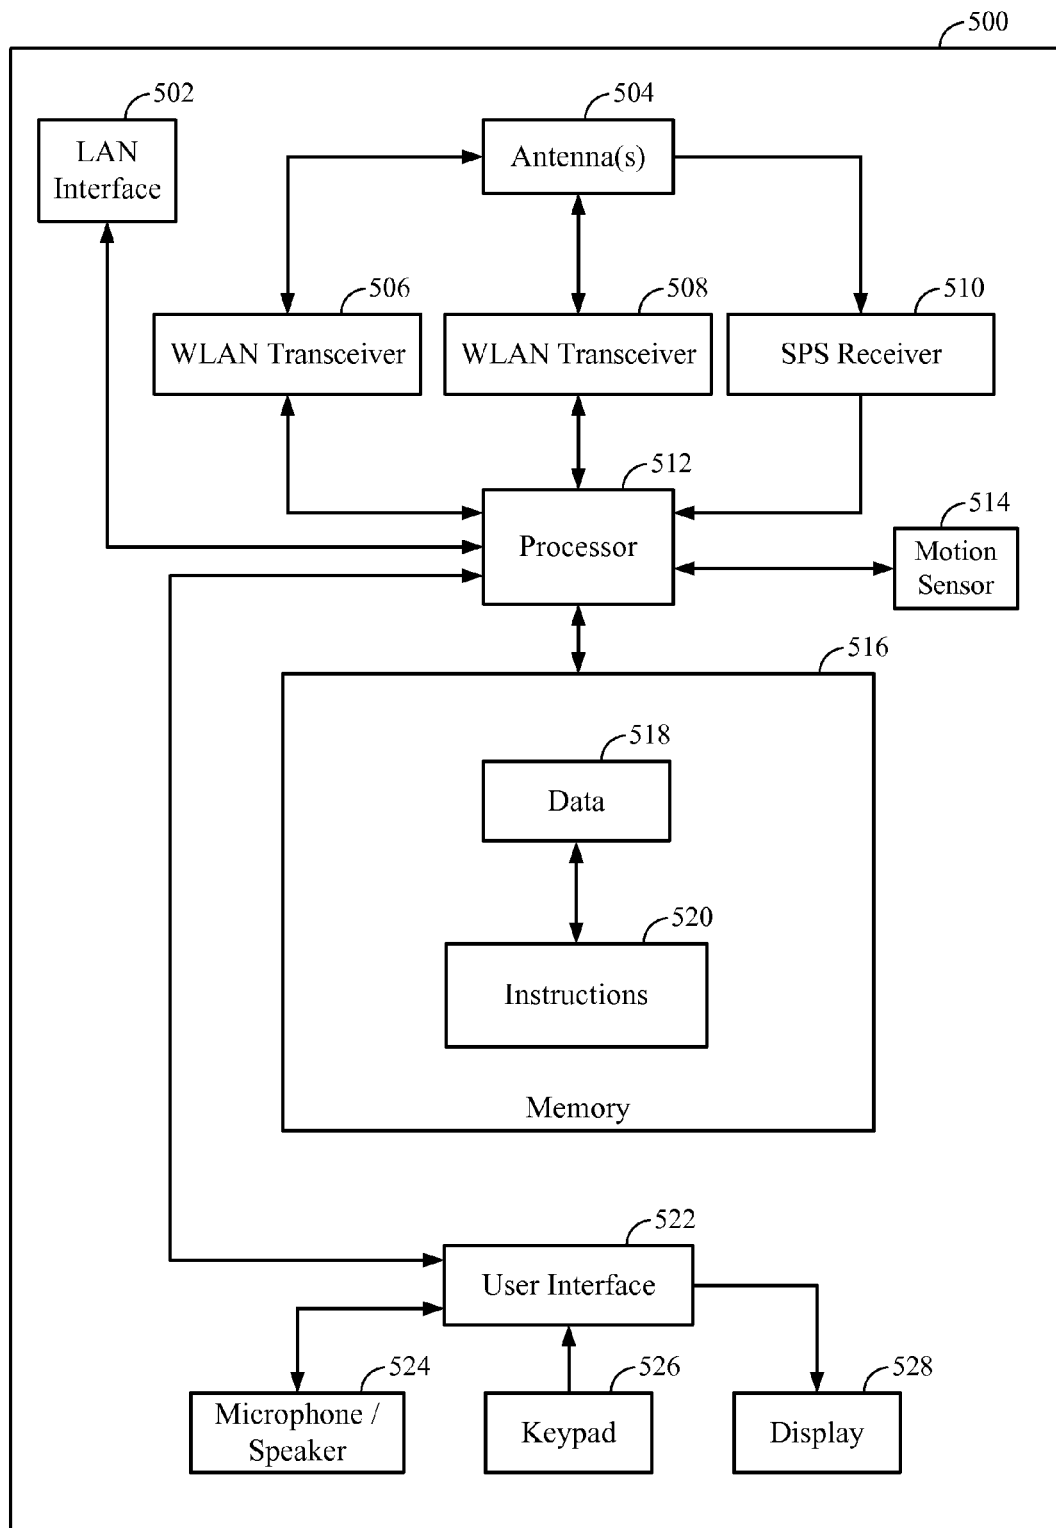 500
502
504
LAN
Interface
Antenna(s)
506
508
510
WLAN Transceiver
WLAN Transceiver
SPS Receiver
512
514
Processor
Motion
Sensor
516
518
Data
520
Instructions
Memory
522
User Interface
524
526
528
Microphone /
Speaker
Keypad
Display